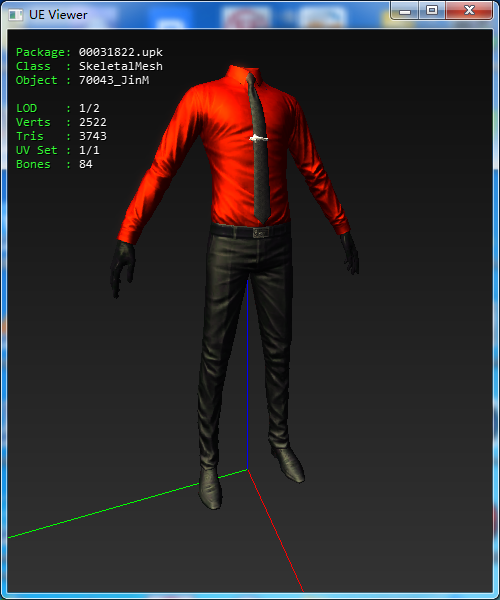 UE Viewer
Package: 00031822.upk
Class : SkeletalMesh
Object : 70043_JinM
LOD : 1/2
Verts : 2522
Tris : 3743
UV Set : 1/1
Bones : 84